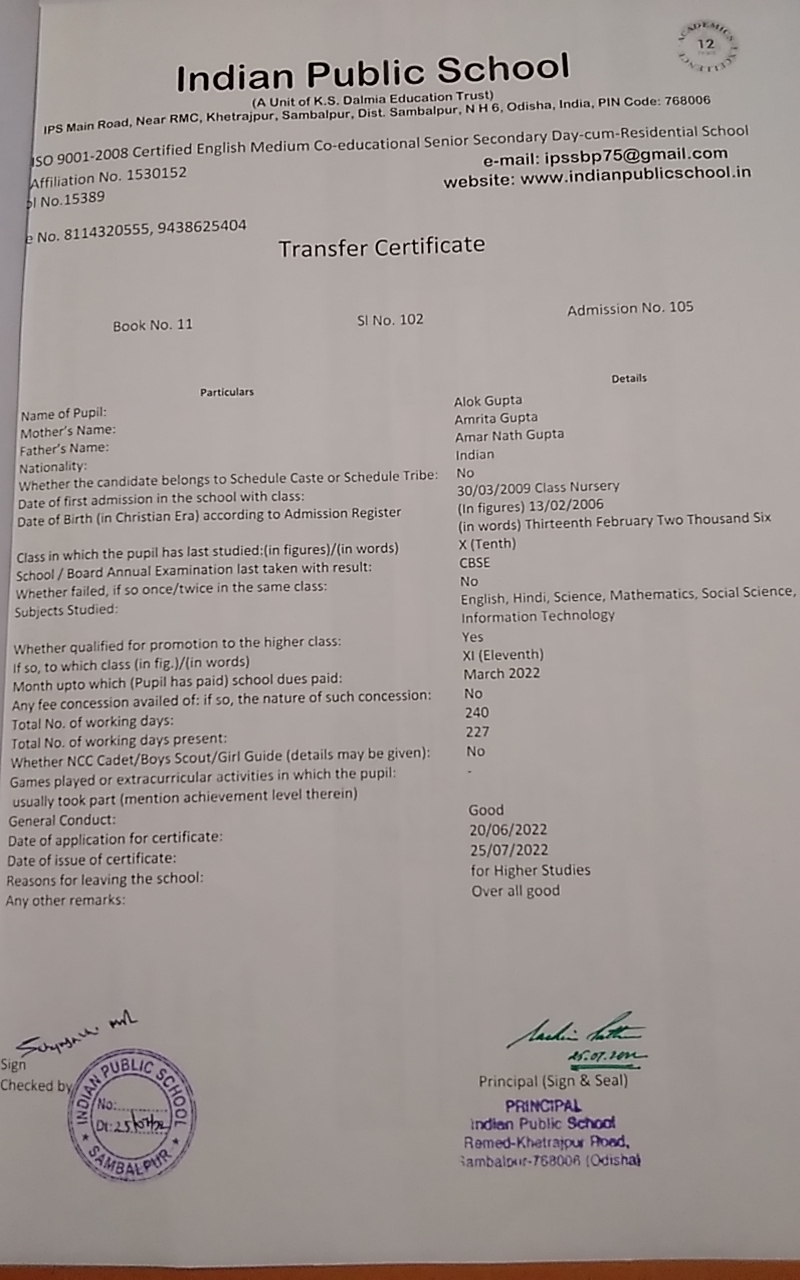 ACADEMICS EXCELLENCE
12
Indian Public School
(A Unit of K.S. Dalmia Education Trust)
IPS Main Road, Near RMC, Khetrajpur, Sambalpur, Dist. Sambalpur, N H 6, Odisha, India, PIN Code: 768006
ISO 9001-2008 Certified English Medium Co-educational Senior Secondary Day-cum-Residential School
Affiliation No. 1530152
e-mail: ipssbp75@gmail.com
ol No.15389
website: www.indianpublicschool.in
e No. 8114320555, 9438625404
Transfer Certificate
Book No. 11 Sl No. 102 Admission No. 105
Particulars Details
Name of Pupil: Alok Gupta
Mother's Name: Amrita Gupta
Father's Name: Amar Nath Gupta
Nationality: Indian
Whether the candidate belongs to Schedule Caste or Schedule Tribe: No
Date of first admission in the school with class: 30/03/2009 Class Nursery
Date of Birth (in Christian Era) according to Admission Register (In figures) 13/02/2006
(in words) Thirteenth February Two Thousand Six
Class in which the pupil has last studied:(in figures)/(in words) X (Tenth)
School / Board Annual Examination last taken with result: CBSE
Whether failed, if so once/twice in the same class: No
Subjects Studied: English, Hindi, Science, Mathematics, Social Science,
Information Technology
Whether qualified for promotion to the higher class: Yes
If so, to which class (in fig.)/(in words) XI (Eleventh)
Month upto which (Pupil has paid) school dues paid: March 2022
Any fee concession availed of: if so, the nature of such concession: No
Total No. of working days: 240
Total No. of working days present: 227
Whether NCC Cadet/Boys Scout/Girl Guide (details may be given): No
Games played or extracurricular activities in which the pupil: -
usually took part (mention achievement level therein)
General Conduct: Good
Date of application for certificate: 20/06/2022
Date of issue of certificate: 25/07/2022
Reasons for leaving the school: for Higher Studies
Any other remarks: Over all good
25.07.2022
Sign
Checked by
Principal (Sign & Seal)
INDIAN PUBLIC SCHOOL
No:
Dt: 25/07/22
SAMBALPUR
PRINCIPAL
Indian Public School
Remed-Khetrajpur Road,
Sambalpur-768006 (Odisha)